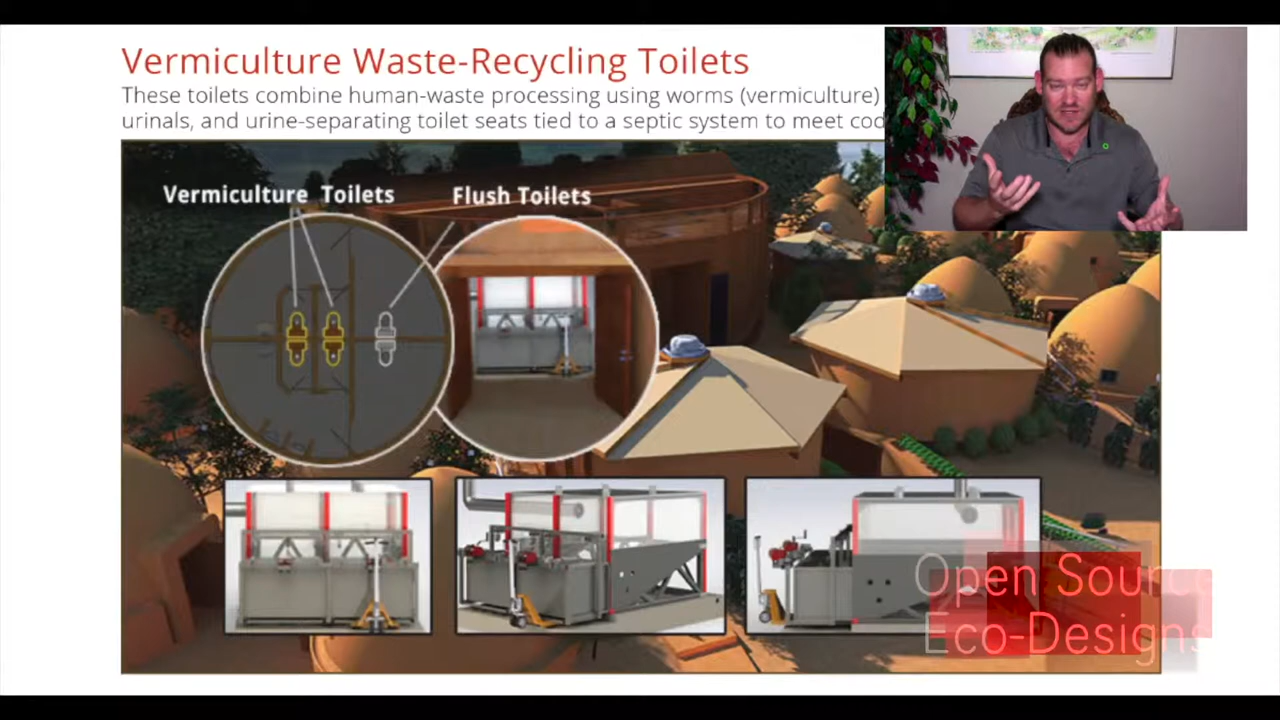 Vermiculture Waste-Recycling Toilets
These toilets combine human-waste processing using worms (vermiculture)
urinals, and urine-separating toilet seats tied to a septic system to meet cod
Vermiculture Toilets
Flush Toilets
Open Source
Eco-Designs